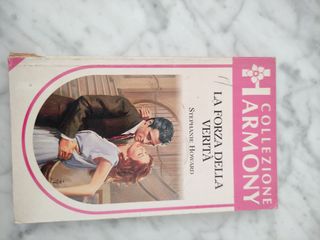 COLLEZIONE
HARMONY
LA FORZA DELLA
VERITÀ
STEPHANIE HOWARD